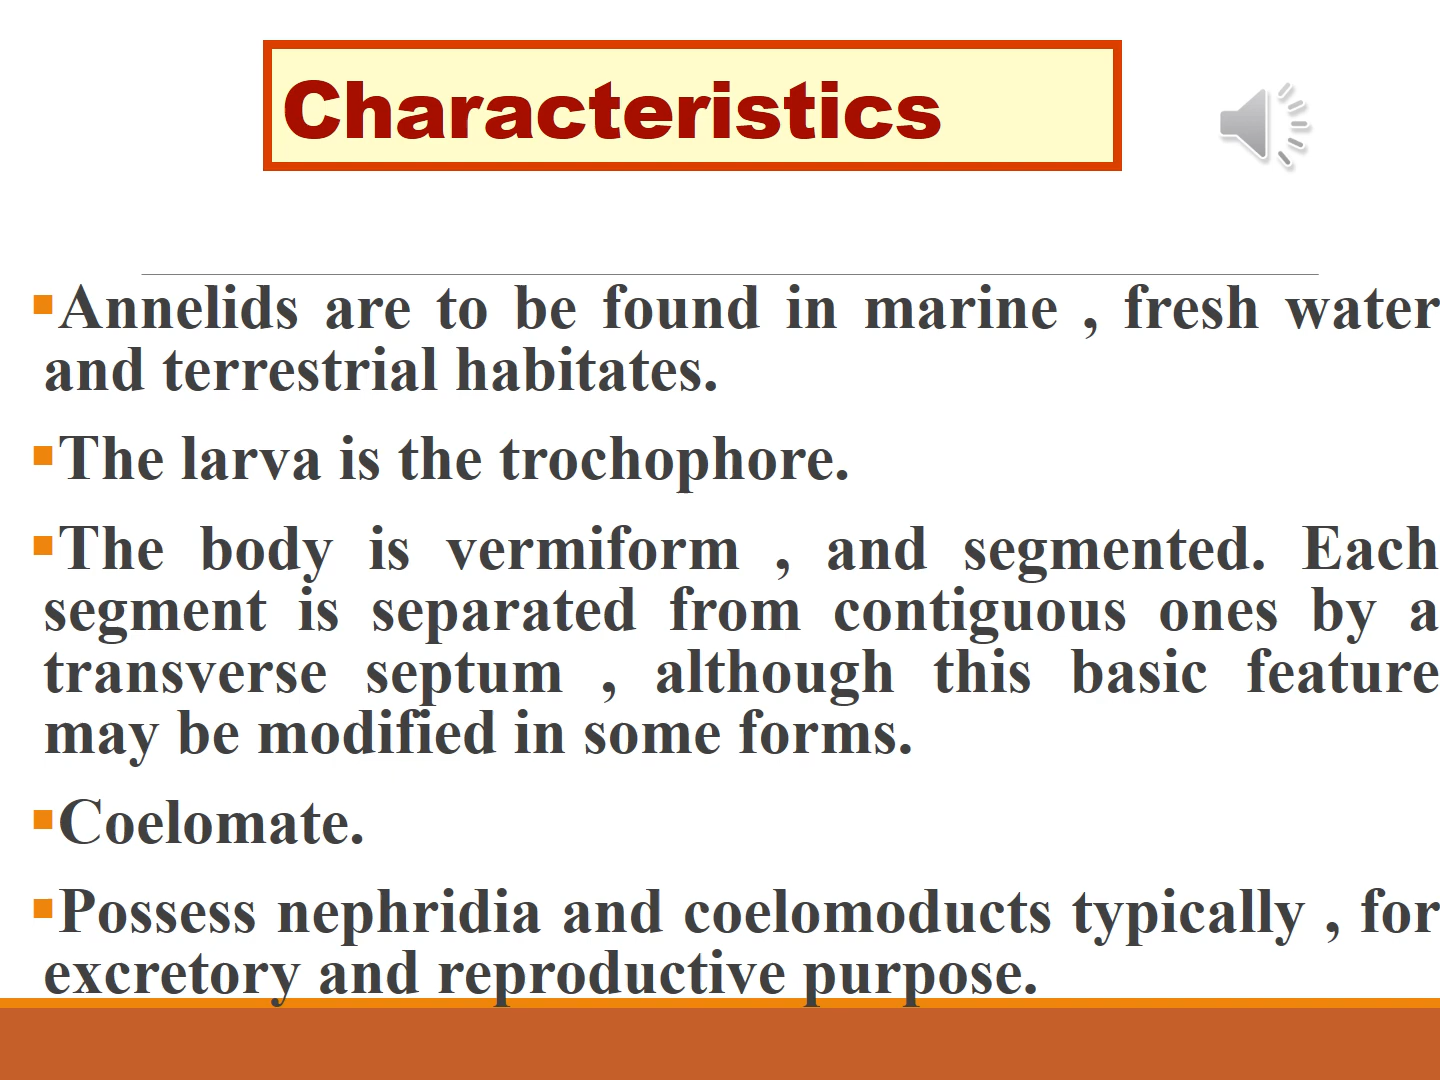 Characteristics
▪Annelids are to be found in marine , fresh water
and terrestrial habitates.
▪The larva is the trochophore.
▪The body is vermiform , and segmented. Each
segment is separated from contiguous ones by a
transverse septum , although this basic feature
may be modified in some forms.
▪Coelomate.
▪Possess nephridia and coelomoducts typically , for
excretory and reproductive purpose.